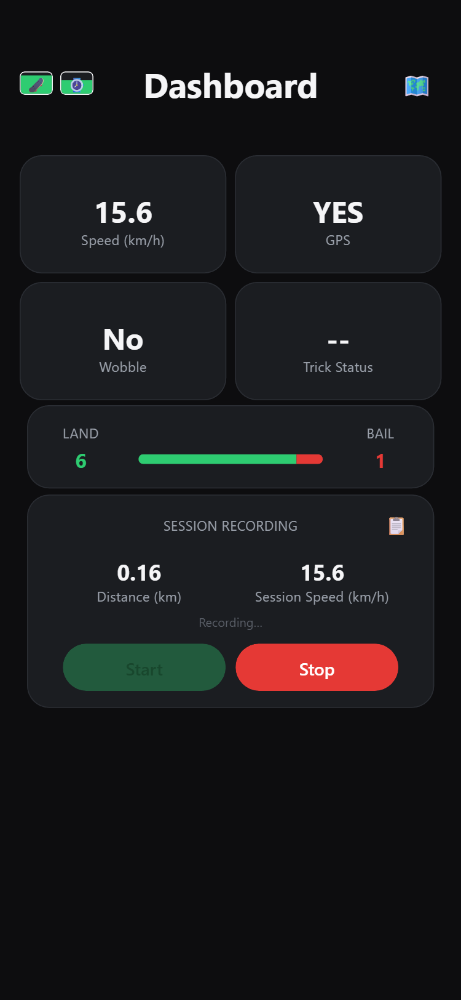 Dashboard
15.6
Speed (km/h)
YES
GPS
No
Wobble
--
Trick Status
LAND
BAIL
6
1
SESSION RECORDING
0.16
15.6
Distance (km)
Session Speed (km/h)
Recording...
Start
Stop